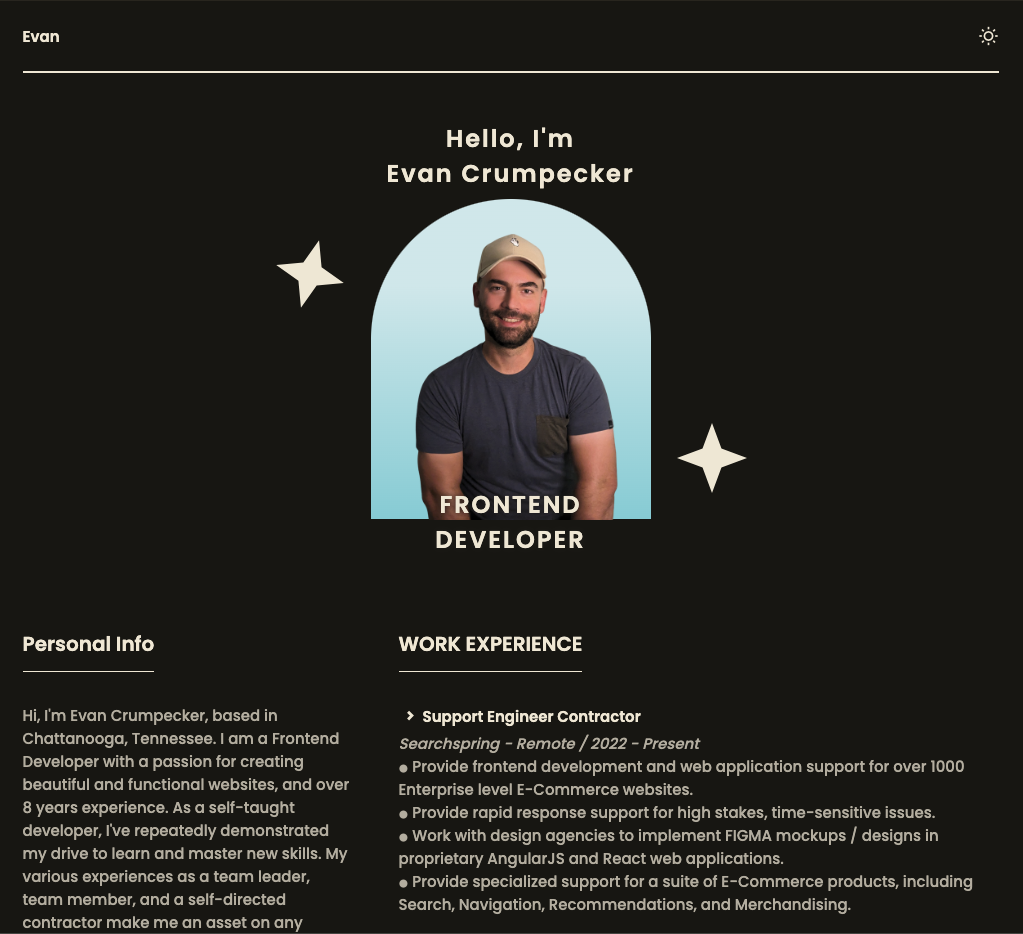 Evan
Hello, I'm
Evan Crumpecker
FRONTEND
DEVELOPER
Personal Info
Hi, I'm Evan Crumpecker, based in
Chattanooga, Tennessee. I am a Frontend
Developer with a passion for creating
beautiful and functional websites, and over
8 years experience. As a self-taught
developer, I've repeatedly demonstrated
my drive to learn and master new skills. My
various experiences as a team leader,
team member, and a self-directed
contractor make me an asset on any
WORK EXPERIENCE
Support Engineer Contractor
Searchspring - Remote / 2022 - Present
● Provide frontend development and web application support for over 1000
Enterprise level E-Commerce websites.
● Provide rapid response support for high stakes, time-sensitive issues.
● Work with design agencies to implement FIGMA mockups / designs in
proprietary AngularJS and React web applications.
● Provide specialized support for a suite of E-Commerce products, including
Search, Navigation, Recommendations, and Merchandising.